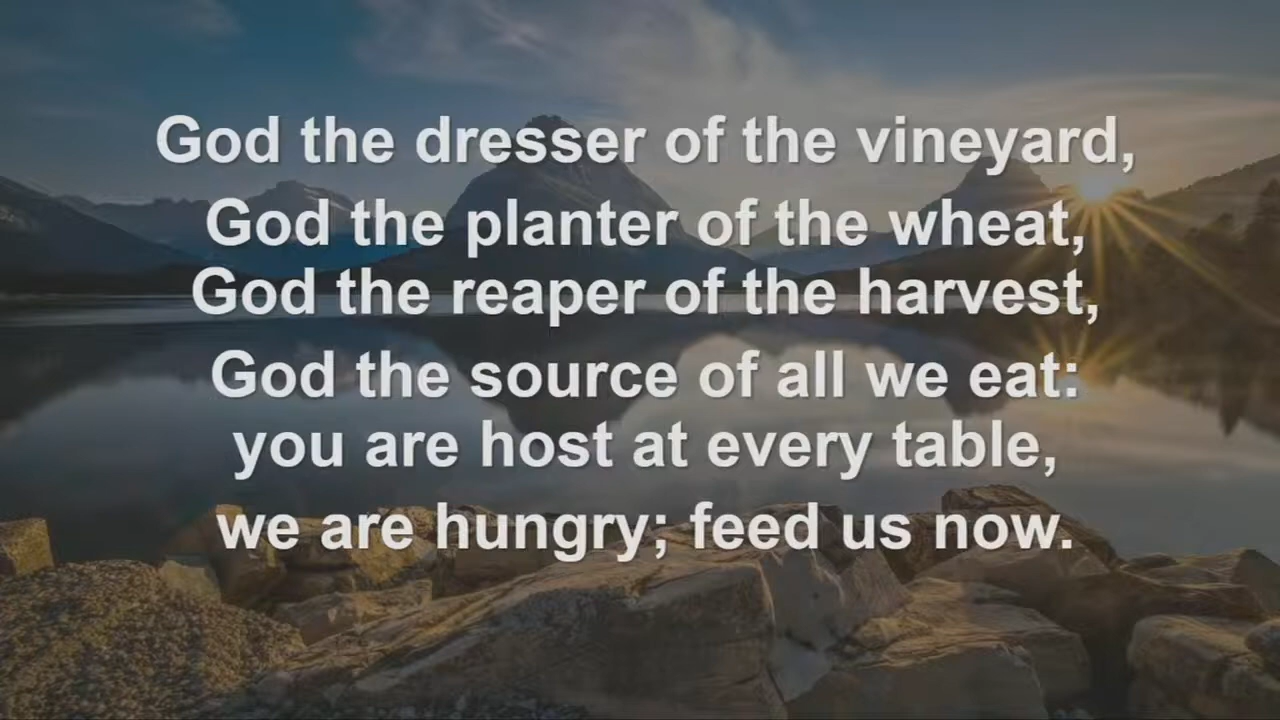 God the dresser of the vineyard,
God the planter of the wheat,
God the reaper of the harvest,
God the source of all we eat:
you are host at every table,
we are hungry; feed us now.